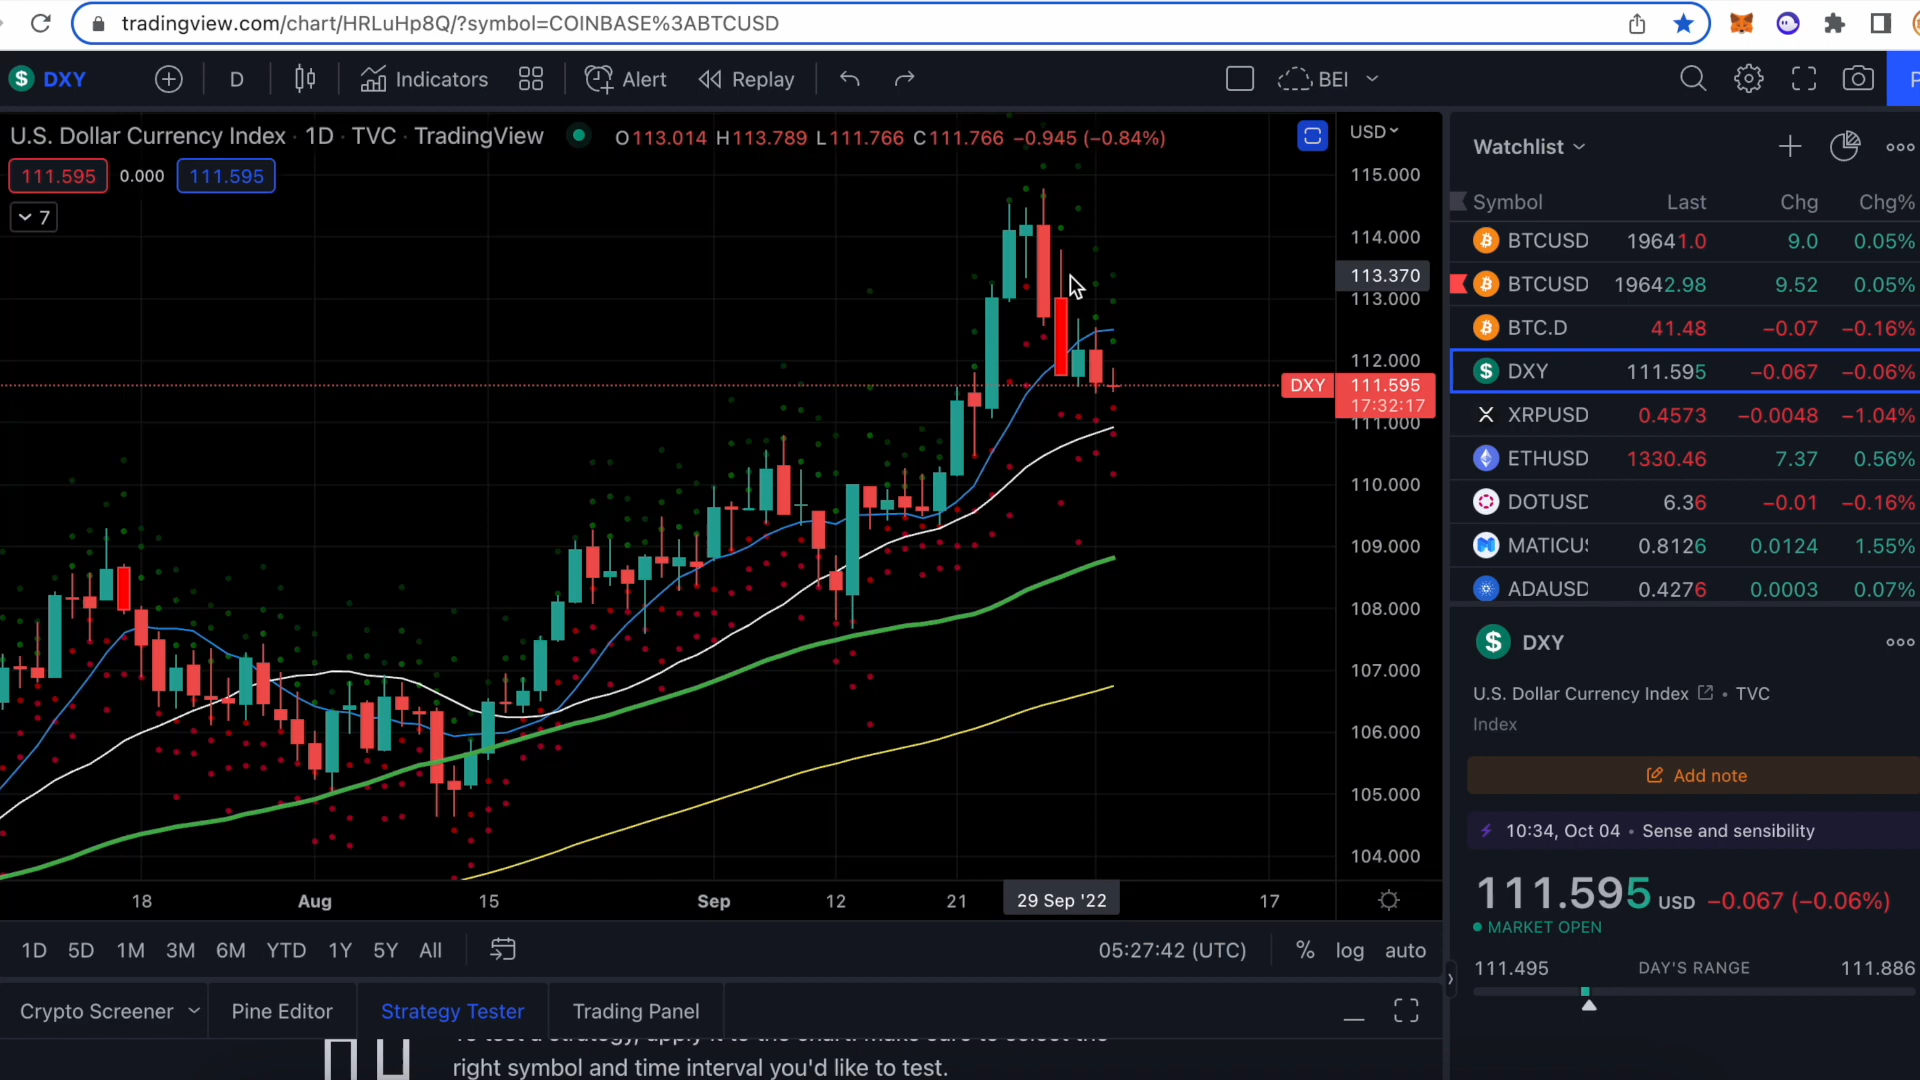 tradingview.com/chart/HRLuHp8Q/?symbol=COINBASE%3ABTCUSD
$ DXY D Indicators Alert Replay BEI
U.S. Dollar Currency Index · 1D · TVC · TradingView O113.014 H113.789 L111.766 C111.766 −0.945 (−0.84%)
111.595 0.000 111.595
7
USD
115.000
114.000
113.370
113.000
112.000
DXY 111.595
17:32:17
111.000
110.000
109.000
108.000
107.000
106.000
105.000
104.000
18 Aug 15 Sep 12 21 29 Sep '22 17
1D 5D 1M 3M 6M YTD 1Y 5Y All 05:27:42 (UTC) % log auto
Crypto Screener Pine Editor Strategy Tester Trading Panel
right symbol and time interval you'd like to test.
Watchlist
Symbol Last Chg Chg%
BTCUSD 19641.0 9.0 0.05%
BTCUSD 19642.98 9.52 0.05%
BTC.D 41.48 −0.07 −0.16%
$ DXY 111.595 −0.067 −0.06%
XRPUSD 0.4573 −0.0048 −1.04%
ETHUSD 1330.46 7.37 0.56%
DOTUSD 6.36 −0.01 −0.16%
MATICU 0.8126 0.0124 1.55%
ADAUSD 0.4276 0.0003 0.07%
$ DXY
U.S. Dollar Currency Index • TVC
Index
Add note
10:34, Oct 04 • Sense and sensibility
111.595 USD −0.067 (−0.06%)
MARKET OPEN
111.495 DAY'S RANGE 111.886